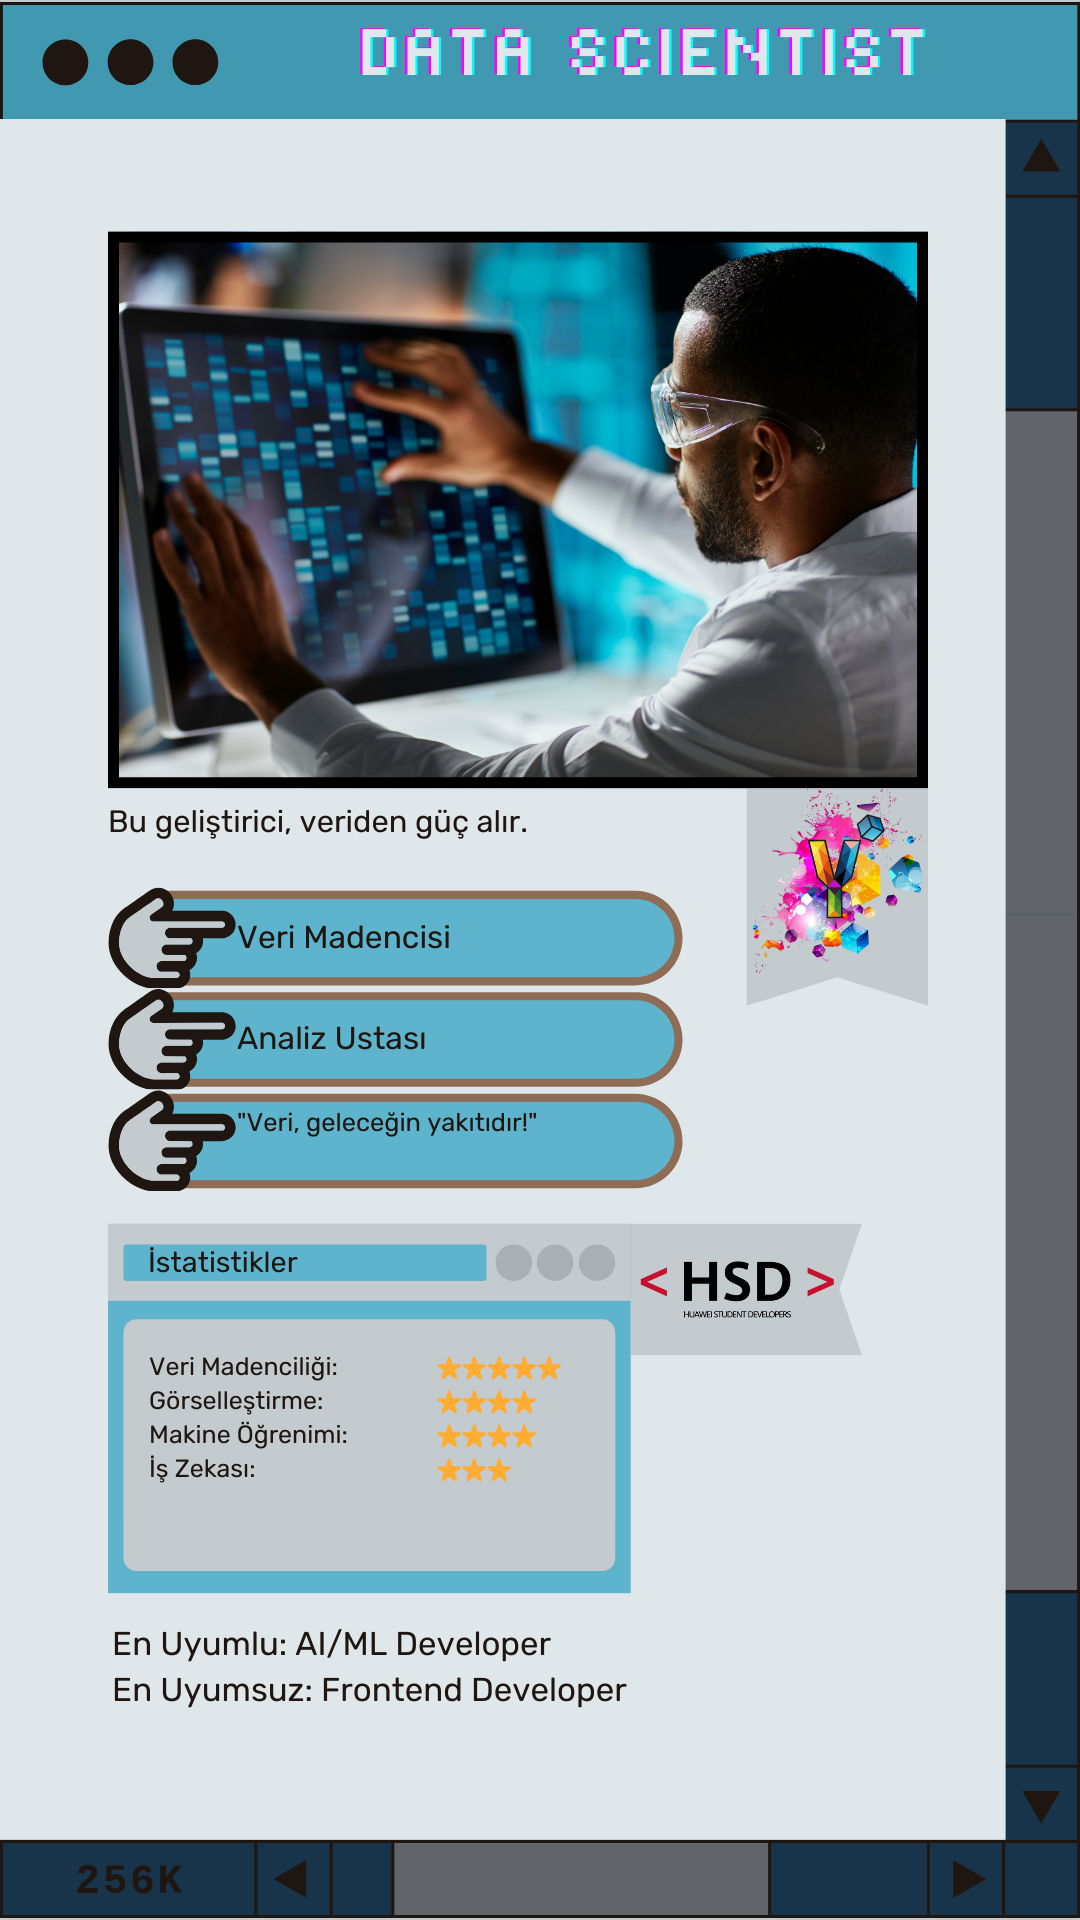 DATA SCIENTIST
Bu geliştirici, veriden güç alır.
Veri Madencisi
Analiz Ustası
"Veri, geleceğin yakıtıdır!"
İstatistikler
< HSD >
HUAWEI STUDENT DEVELOPERS
Veri Madenciliği: ★★★★★
Görselleştirme: ★★★★
Makine Öğrenimi: ★★★★
İş Zekası: ★★★
En Uyumlu: AI/ML Developer
En Uyumsuz: Frontend Developer
256K